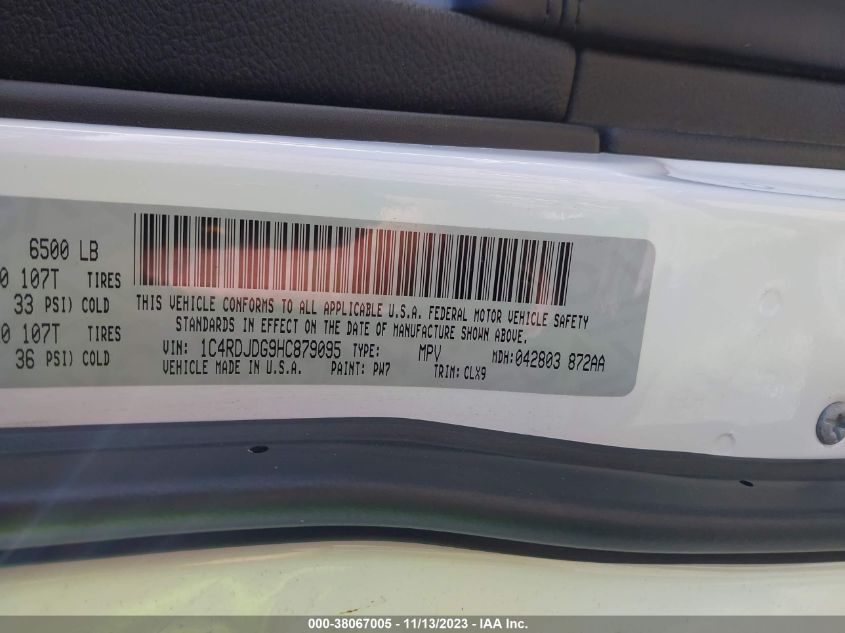 6500 LB
0 107T TIRES
33 PSI) COLD
0 107T TIRES
36 PSI) COLD
THIS VEHICLE CONFORMS TO ALL APPLICABLE U.S.A. FEDERAL MOTOR VEHICLE SAFETY
STANDARDS IN EFFECT ON THE DATE OF MANUFACTURE SHOWN ABOVE.
VIN: 1C4RDJDG9HC879095 TYPE: MPV MDH: 042803 872AA
VEHICLE MADE IN U.S.A. PAINT: PW7 TRIM: CLX9
000-38067005 - 11/13/2023 - IAA Inc.